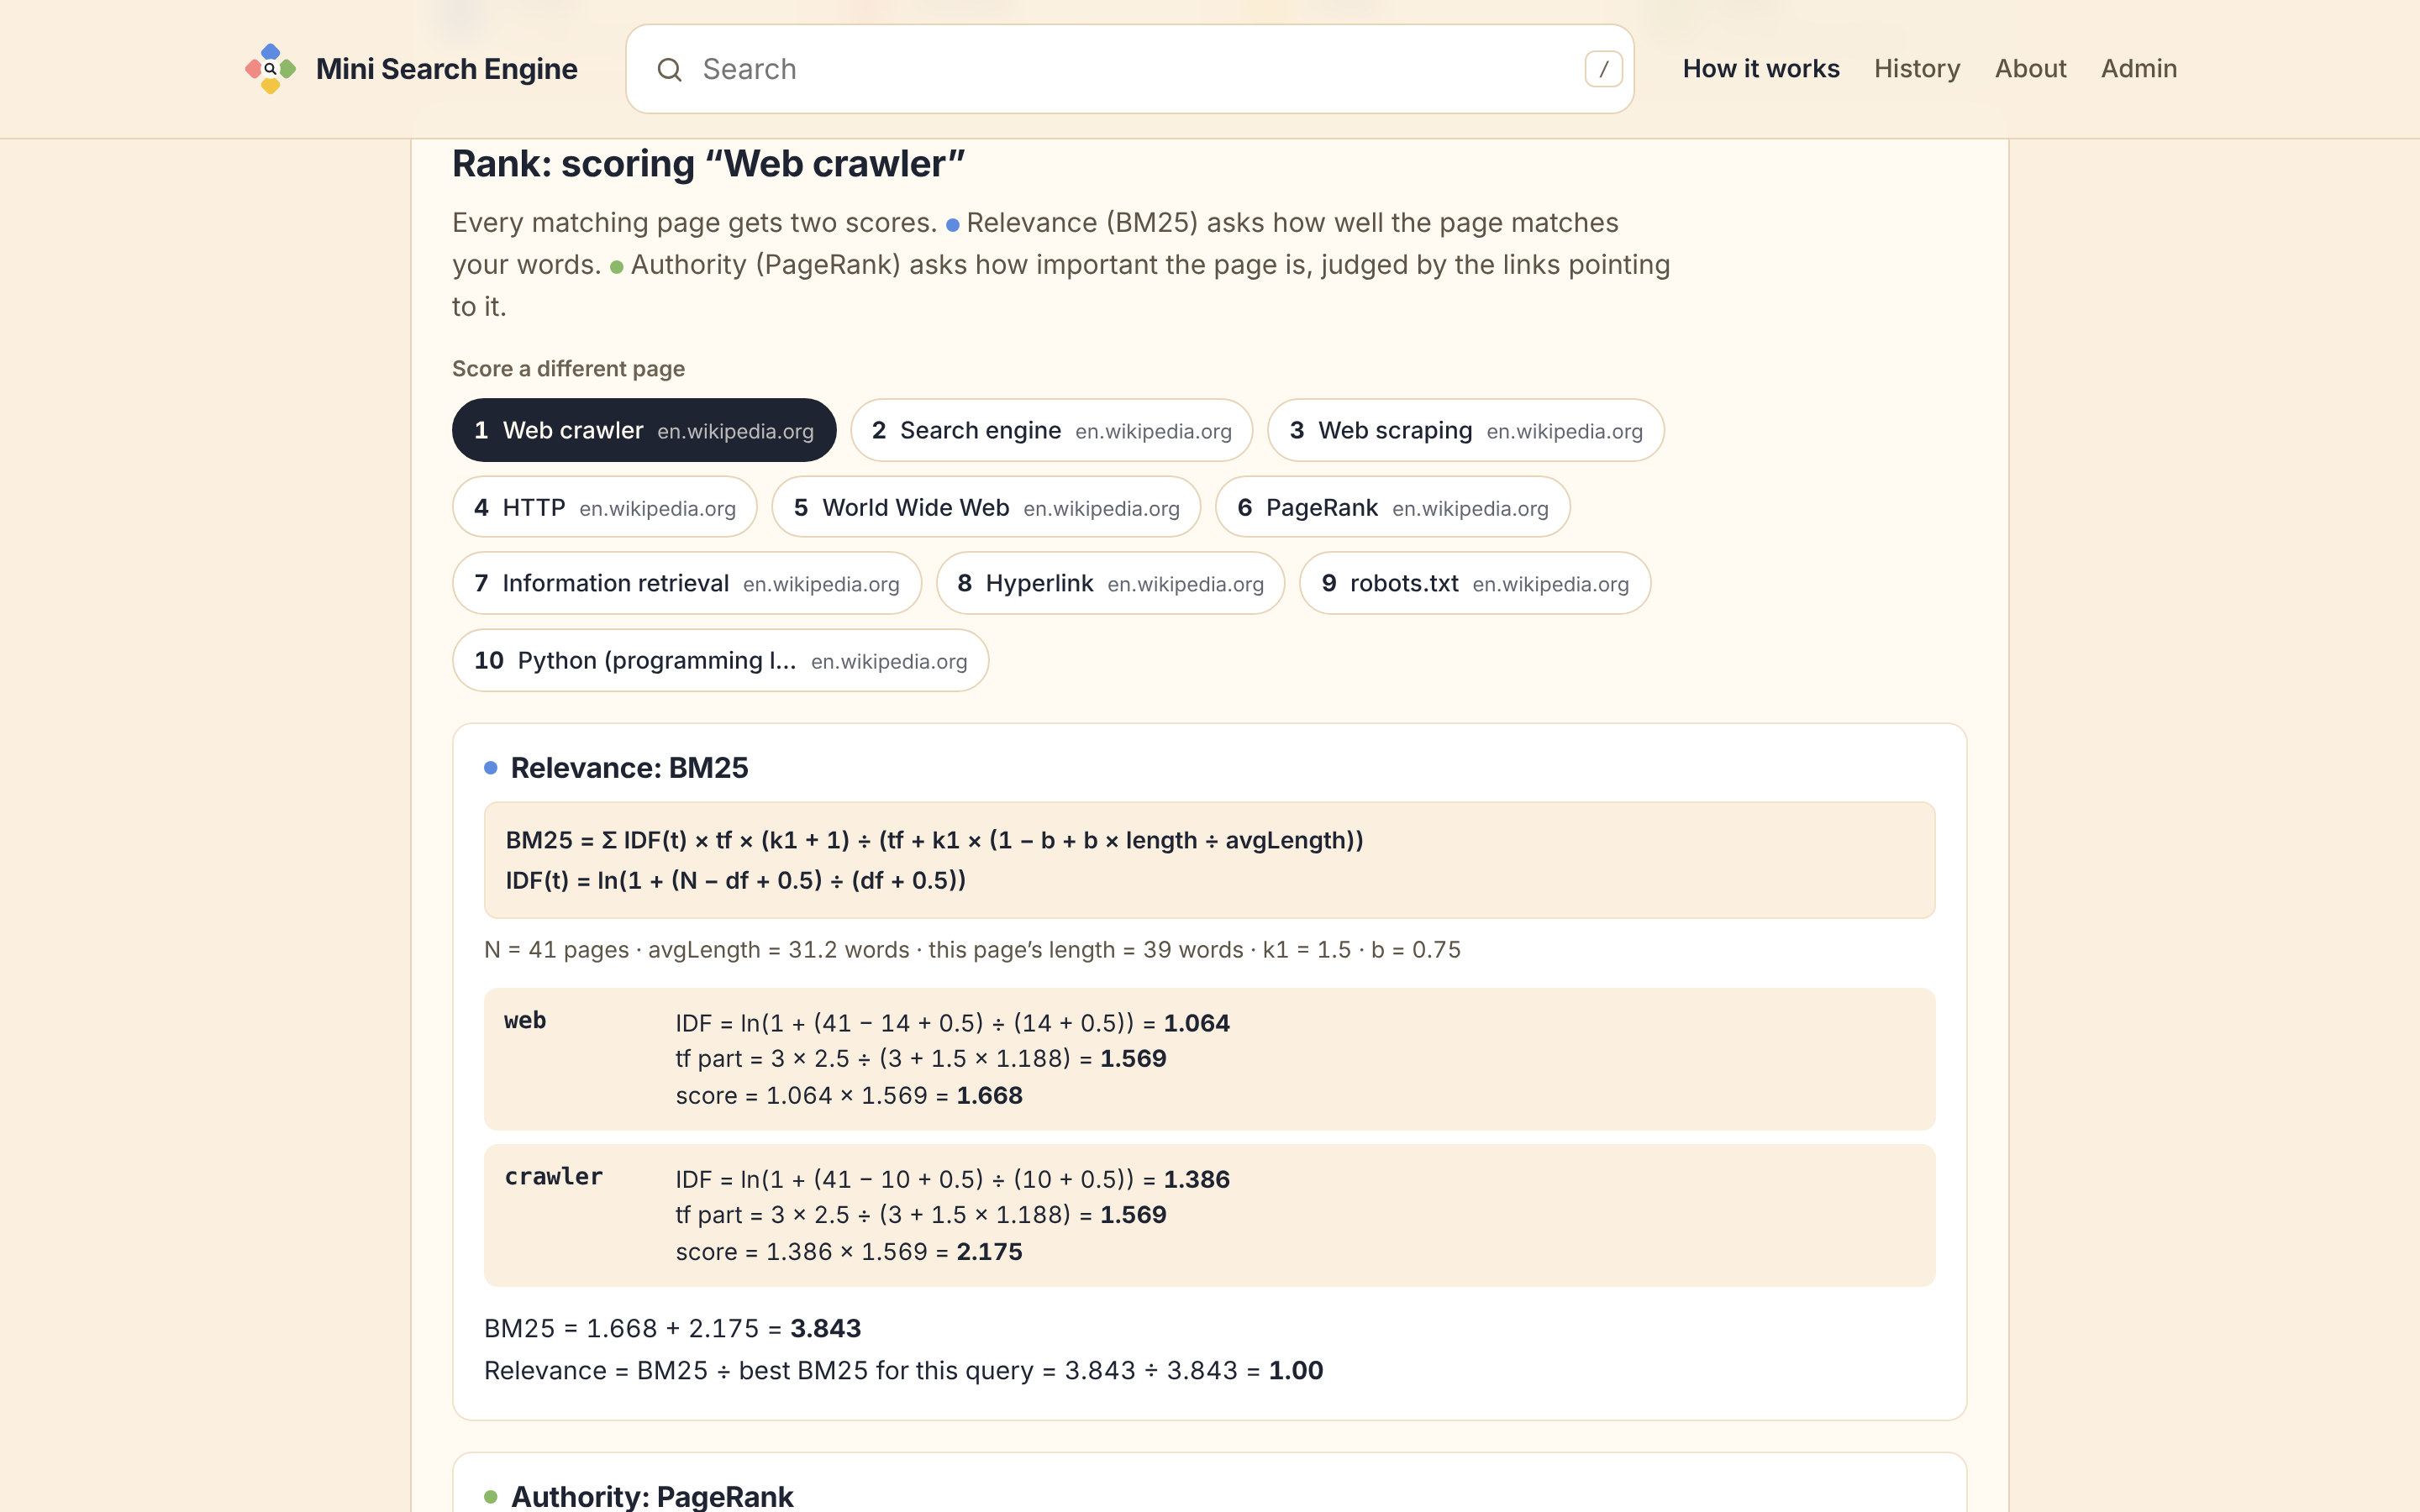 Mini Search Engine
Search
/
How it works
History
About
Admin
Rank: scoring “Web crawler”
Every matching page gets two scores. Relevance (BM25) asks how well the page matches
your words. Authority (PageRank) asks how important the page is, judged by the links pointing
to it.
Score a different page
1 Web crawler en.wikipedia.org
2 Search engine en.wikipedia.org
3 Web scraping en.wikipedia.org
4 HTTP en.wikipedia.org
5 World Wide Web en.wikipedia.org
6 PageRank en.wikipedia.org
7 Information retrieval en.wikipedia.org
8 Hyperlink en.wikipedia.org
9 robots.txt en.wikipedia.org
10 Python (programming l... en.wikipedia.org
Relevance: BM25
BM25 = Σ IDF(t) × tf × (k1 + 1) ÷ (tf + k1 × (1 − b + b × length ÷ avgLength))
IDF(t) = ln(1 + (N − df + 0.5) ÷ (df + 0.5))
N = 41 pages · avgLength = 31.2 words · this page’s length = 39 words · k1 = 1.5 · b = 0.75
web
IDF = ln(1 + (41 − 14 + 0.5) ÷ (14 + 0.5)) = 1.064
tf part = 3 × 2.5 ÷ (3 + 1.5 × 1.188) = 1.569
score = 1.064 × 1.569 = 1.668
crawler
IDF = ln(1 + (41 − 10 + 0.5) ÷ (10 + 0.5)) = 1.386
tf part = 3 × 2.5 ÷ (3 + 1.5 × 1.188) = 1.569
score = 1.386 × 1.569 = 2.175
BM25 = 1.668 + 2.175 = 3.843
Relevance = BM25 ÷ best BM25 for this query = 3.843 ÷ 3.843 = 1.00
Authority: PageRank